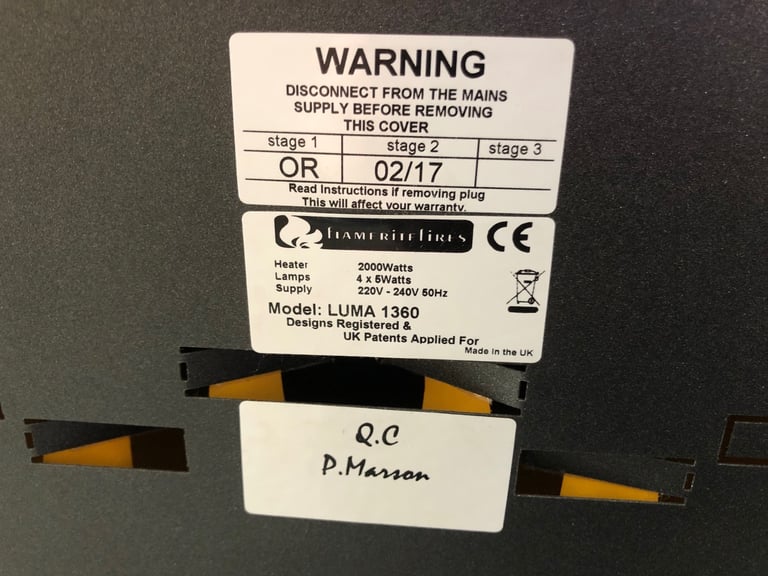 WARNING
DISCONNECT FROM THE MAINS
SUPPLY BEFORE REMOVING
THIS COVER
stage 1 stage 2 stage 3
OR 02/17
Read Instructions if removing plug
This will affect your warranty.
flameritefires CE
Heater 2000Watts
Lamps 4 x 5Watts
Supply 220V - 240V 50Hz
Model: LUMA 1360
Designs Registered &
UK Patents Applied For
Made in the UK
Q.C
P.Marson